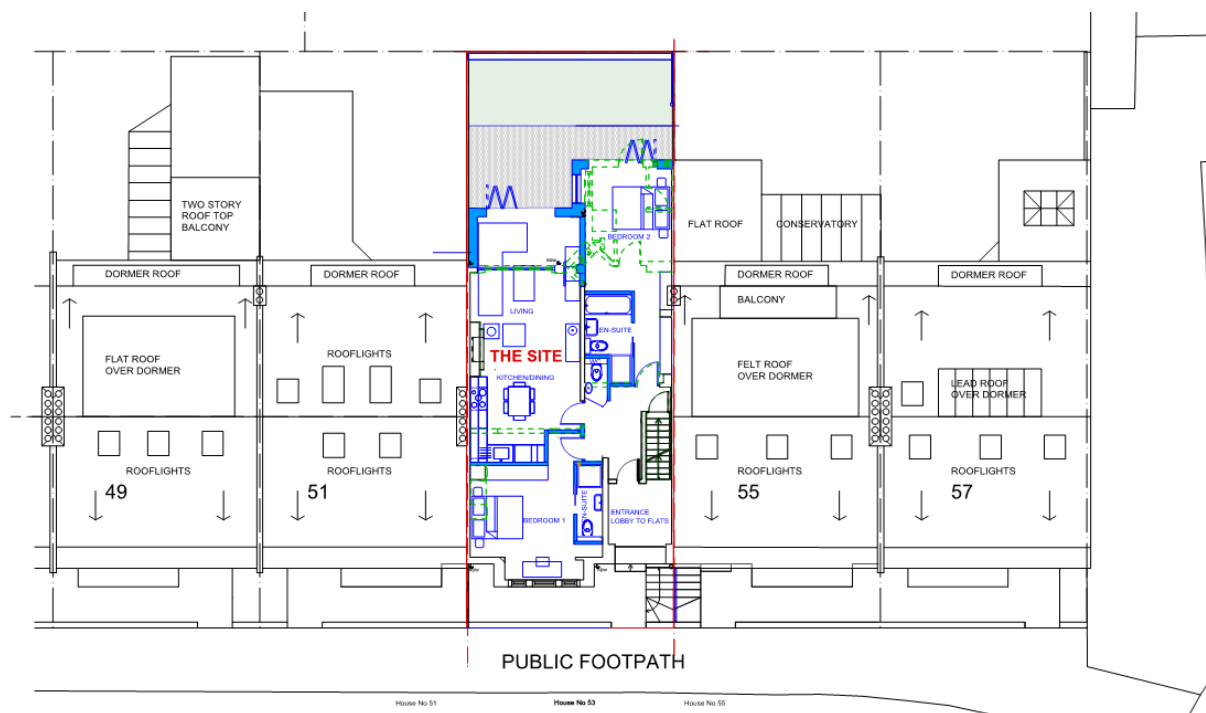 TWO STORY
ROOF TOP
BALCONY
BEDROOM 2
FLAT ROOF
CONSERVATORY
DORMER ROOF
DORMER ROOF
DORMER ROOF
DORMER ROOF
BALCONY
LIVING
EN-SUITE
THE SITE
ROOFLIGHTS
FLAT ROOF
OVER DORMER
KITCHEN/DINING
WC
FELT ROOF
OVER DORMER
LEAD ROOF
OVER DORMER
ROOFLIGHTS
49
ROOFLIGHTS
51
ROOFLIGHTS
55
ROOFLIGHTS
57
EN-SUITE
BEDROOM 1
ENTRANCE
LOBBY TO FLATS
PUBLIC FOOTPATH
House No 51
House No 53
House No 55